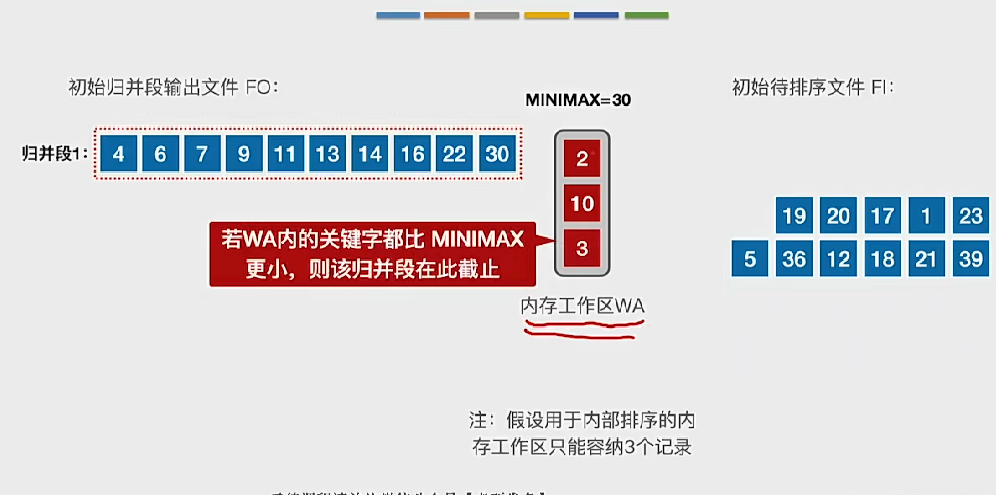 初始归并段输出文件 FO：
MINIMAX=30
初始待排序文件 FI：
归并段1：
4 6 7 9 11 13 14 16 22 30
2
10
3
若WA内的关键字都比 MINIMAX
更小，则该归并段在此截止
19 20 17 1 23
5 36 12 18 21 39
内存工作区WA
注：假设用于内部排序的内
存工作区只能容纳3个记录